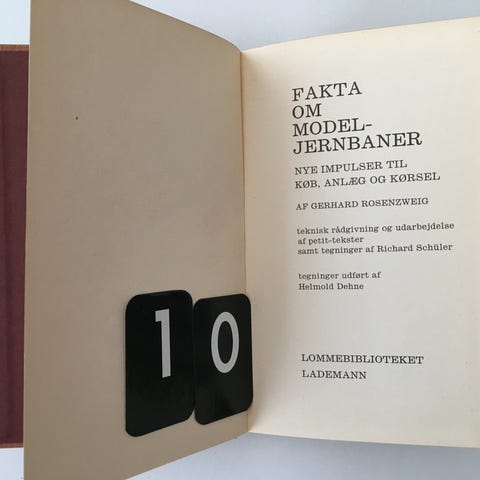 FAKTA
OM
MODEL-
JERNBANER
NYE IMPULSER TIL
KØB, ANLÆG OG KØRSEL
AF GERHARD ROSENZWEIG
teknisk rådgivning og udarbejdelse
af petit-tekster
samt tegninger af Richard Schüler
tegninger udført af
Helmold Dehne
LOMMEBIBLIOTEKET
LADEMANN
10